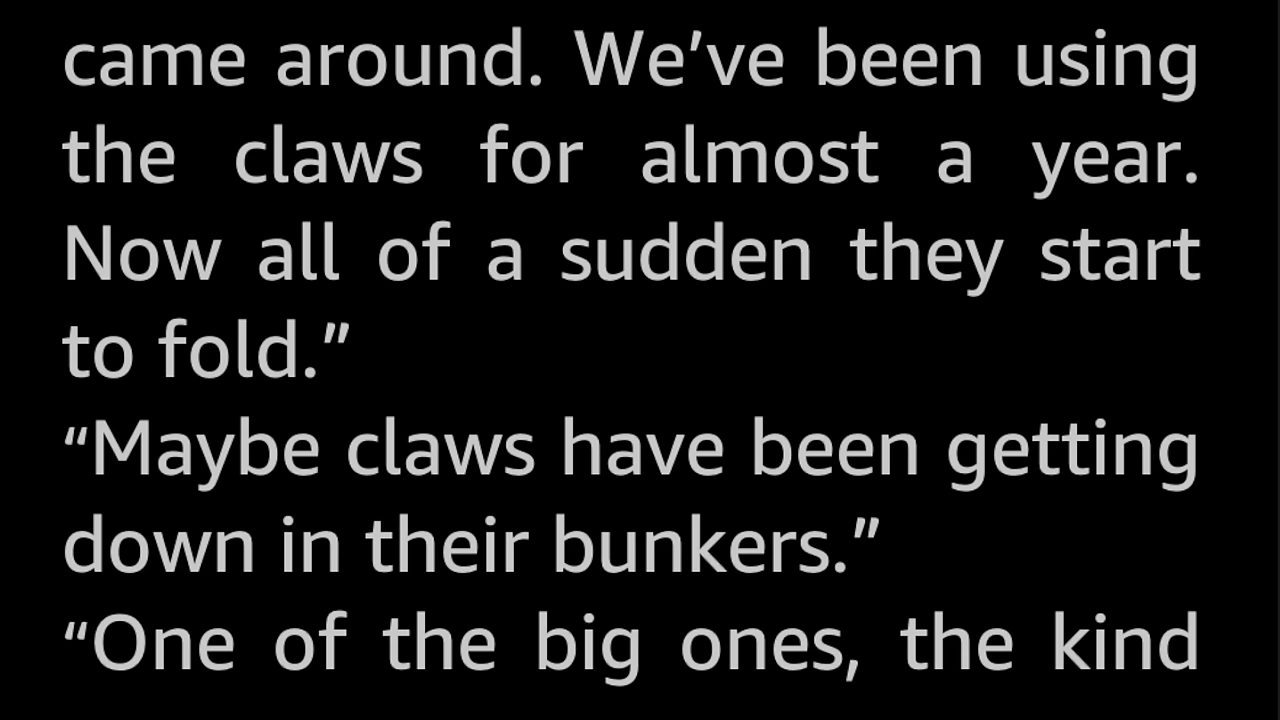 came around. We’ve been using
the claws for almost a year.
Now all of a sudden they start
to fold.”
“Maybe claws have been getting
down in their bunkers.”
“One of the big ones, the kind